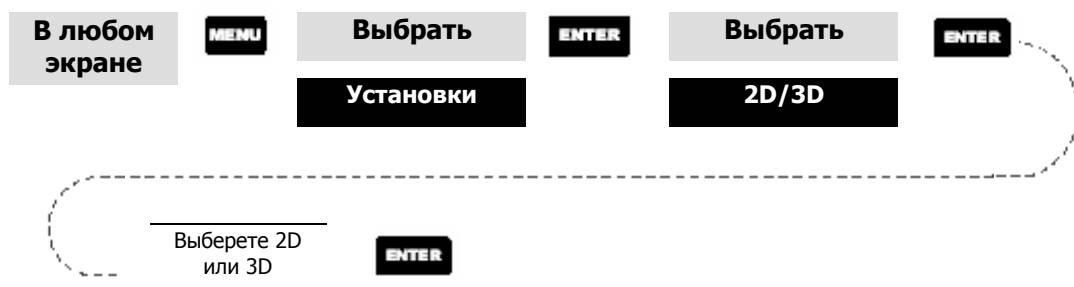 В любом
экране
MENU
Выбрать
Установки
ENTER
Выбрать
2D/3D
ENTER
Выберете 2D
или 3D
ENTER